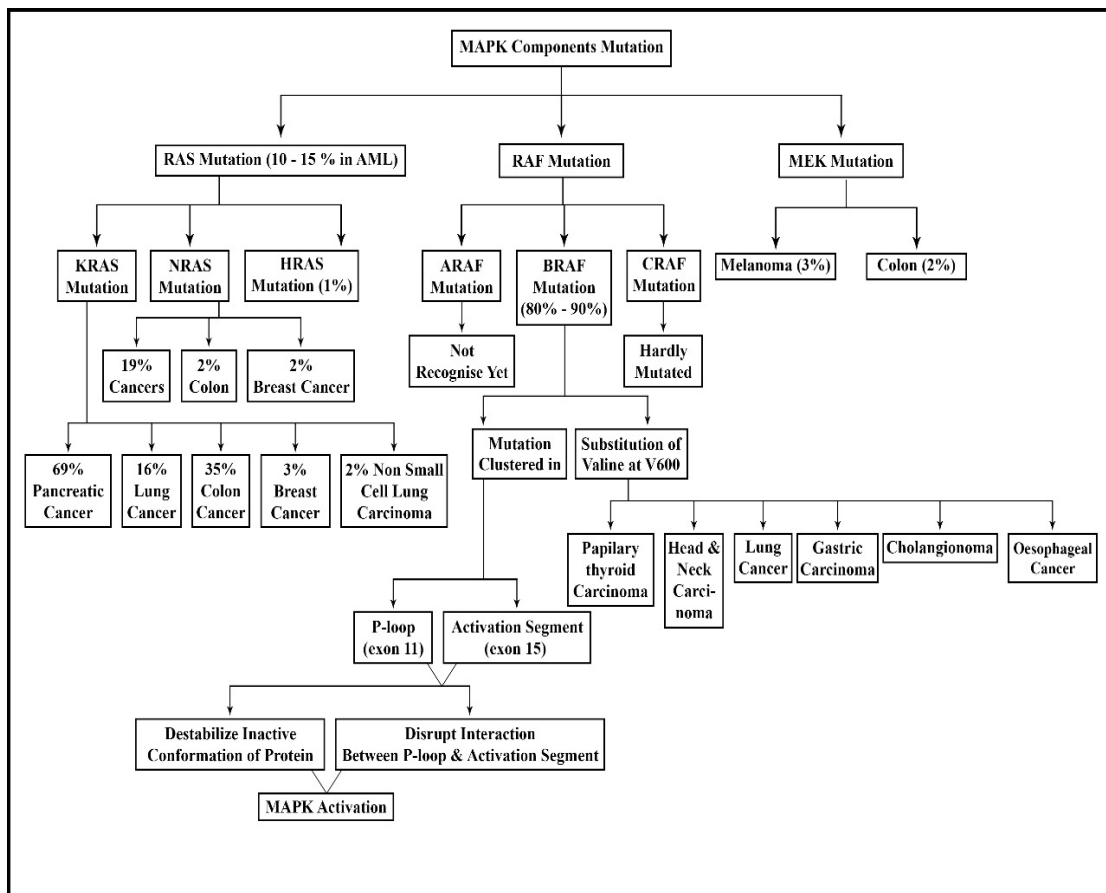 MAPK Components Mutation
RAS Mutation (10 - 15 % in AML)
RAF Mutation
MEK Mutation
KRAS
Mutation
NRAS
Mutation
HRAS
Mutation (1%)
ARAF
Mutation
BRAF
Mutation
(80% - 90%)
CRAF
Mutation
Melanoma (3%)
Colon (2%)
19%
Cancers
2%
Colon
2%
Breast Cancer
Not
Recognise Yet
Hardly
Mutated
Mutation
Clustered in
Substitution of
Valine at V600
69%
Pancreatic
Cancer
16%
Lung
Cancer
35%
Colon
Cancer
3%
Breast
Cancer
2% Non Small
Cell Lung
Carcinoma
Papilary
thyroid
Carcinoma
Head &
Neck
Carci-
noma
Lung
Cancer
Gastric
Carcinoma
Cholangionoma
Oesophageal
Cancer
P-loop
(exon 11)
Activation Segment
(exon 15)
Destabilize Inactive
Conformation of Protein
Disrupt Interaction
Between P-loop & Activation Segment
MAPK Activation